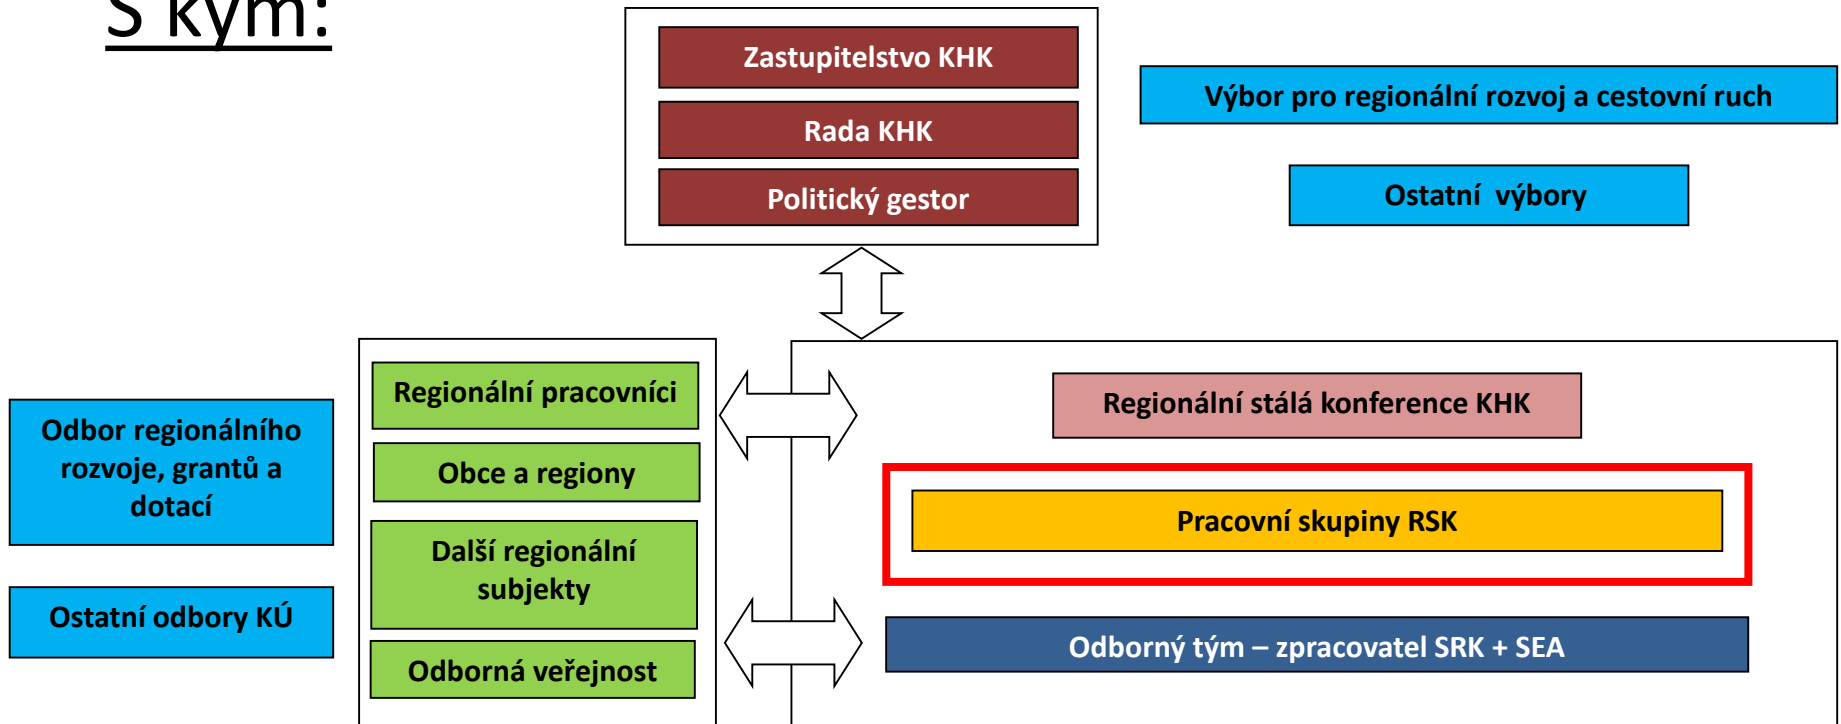 S kým:
Zastupitelstvo KHK
Rada KHK
Politický gestor
Výbor pro regionální rozvoj a cestovní ruch
Ostatní výbory
Odbor regionálního
rozvoje, grantů a
dotací
Ostatní odbory KÚ
Regionální pracovníci
Obce a regiony
Další regionální
subjekty
Odborná veřejnost
Regionální stálá konference KHK
Pracovní skupiny RSK
Odborný tým – zpracovatel SRK + SEA